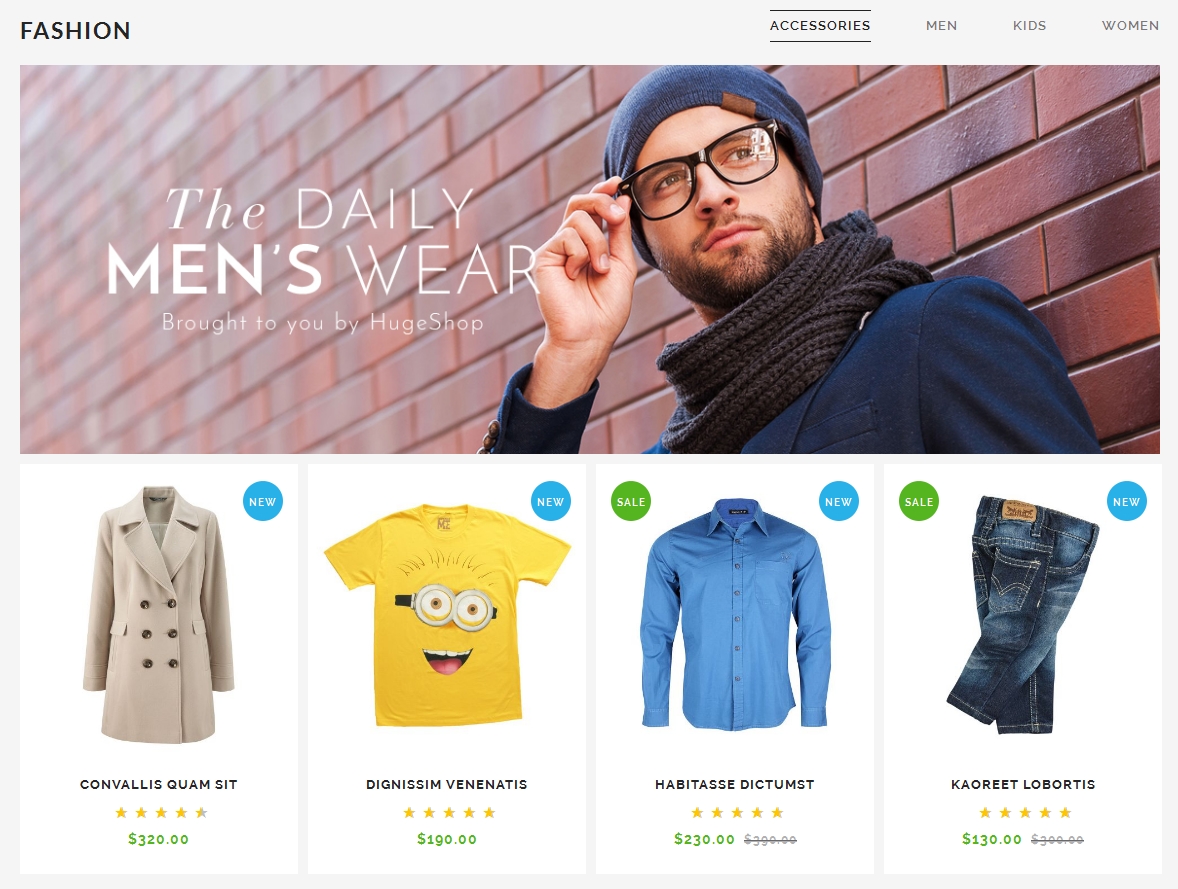 FASHION
ACCESSORIES MEN KIDS WOMEN
The DAILY
MEN'S WEAR
Brought to you by HugeShop
NEW
NEW
SALE
NEW
SALE
NEW
ME
CONVALLIS QUAM SIT
DIGNISSIM VENENATIS
HABITASSE DICTUMST
KAOREET LOBORTIS
$320.00
$190.00
$230.00 $390.00
$130.00 $300.00